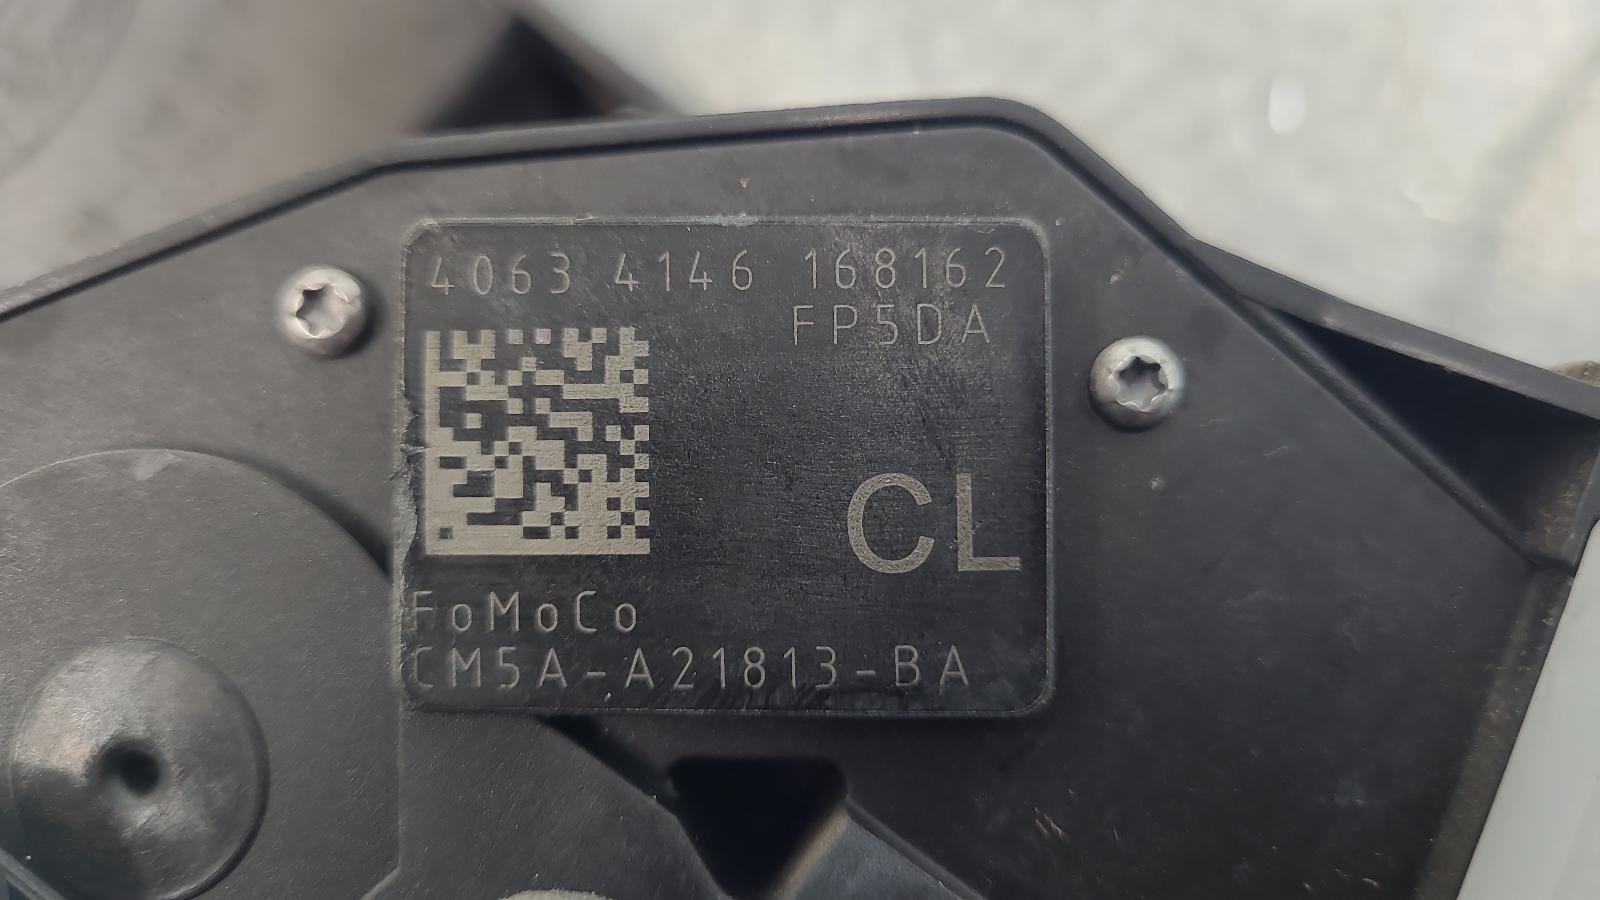 4063 4146 168162
FP5DA
CL
FoMoCo
CM5A-A21813-BA